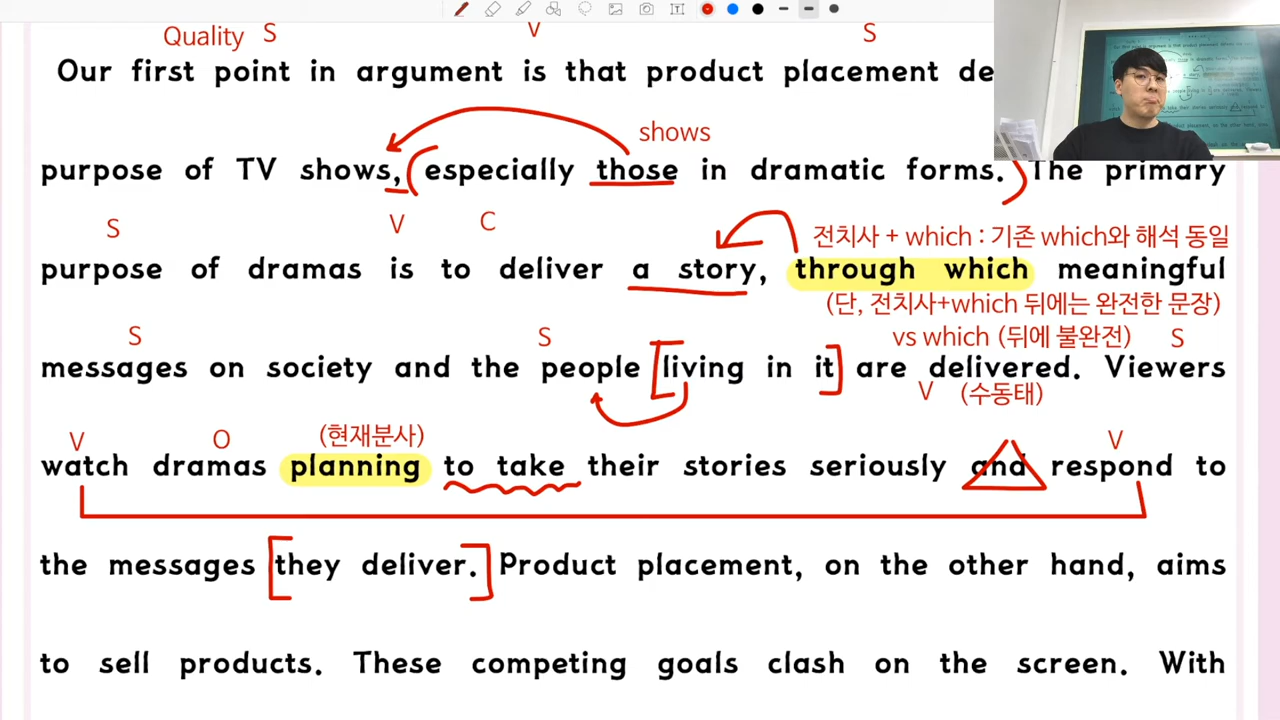 Quality S V S
Our first point in argument is that product placement de
shows
purpose of TV shows, (especially those in dramatic forms.) The primary
S V C 전치사 + which : 기존 which와 해석 동일
purpose of dramas is to deliver a story, through which meaningful
(단, 전치사+which 뒤에는 완전한 문장)
S S vs which (뒤에 불완전) S
messages on society and the people [living in it] are delivered. Viewers
V (수동태)
V O (현재분사) V
watch dramas planning to take their stories seriously and respond to
the messages [they deliver.] Product placement, on the other hand, aims
to sell products. These competing goals clash on the screen. With